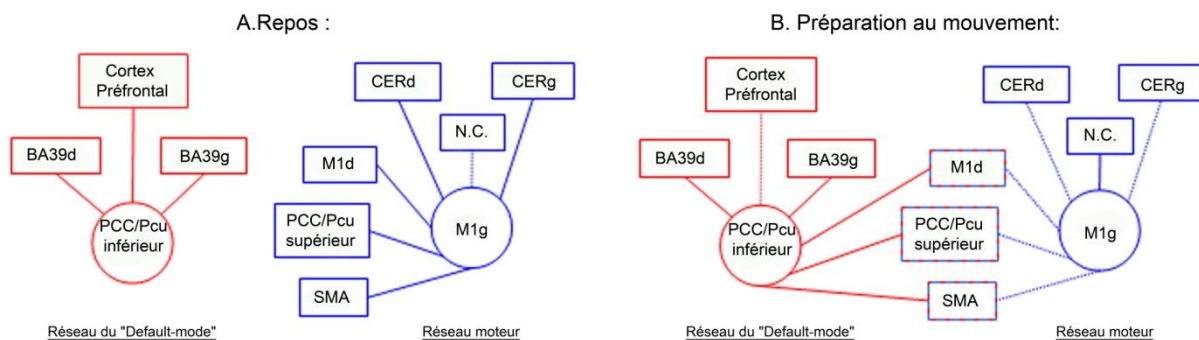 A.Repos :
Cortex
Préfrontal
BA39d
BA39g
PCC/Pcu
inférieur
Réseau du "Default-mode"
CERd
CERg
N.C.
M1d
PCC/Pcu
supérieur
M1g
SMA
Réseau moteur
B. Préparation au mouvement:
Cortex
Préfrontal
BA39d
BA39g
PCC/Pcu
inférieur
Réseau du "Default-mode"
CERd
CERg
N.C.
M1d
PCC/Pcu
supérieur
M1g
SMA
Réseau moteur